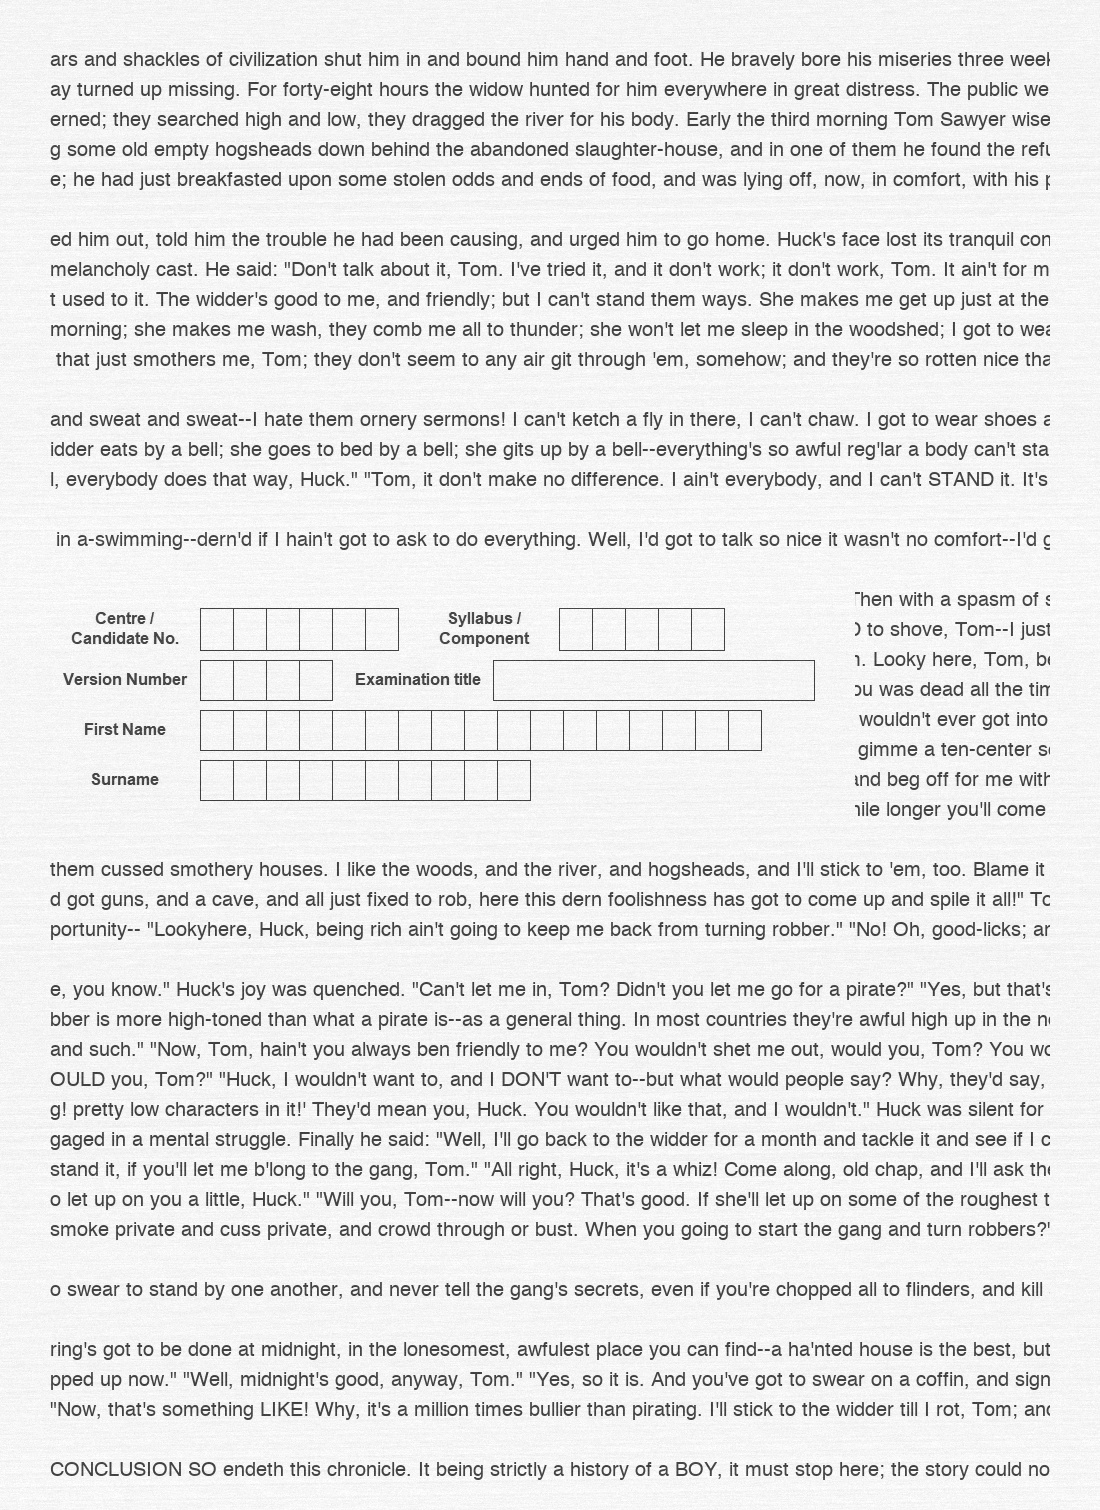 ars and shackles of civilization shut him in and bound him hand and foot. He bravely bore his miseries three week
ay turned up missing. For forty-eight hours the widow hunted for him everywhere in great distress. The public we
erned; they searched high and low, they dragged the river for his body. Early the third morning Tom Sawyer wise
g some old empty hogsheads down behind the abandoned slaughter-house, and in one of them he found the refu
e; he had just breakfasted upon some stolen odds and ends of food, and was lying off, now, in comfort, with his p
ed him out, told him the trouble he had been causing, and urged him to go home. Huck's face lost its tranquil con
melancholy cast. He said: "Don't talk about it, Tom. I've tried it, and it don't work; it don't work, Tom. It ain't for m
t used to it. The widder's good to me, and friendly; but I can't stand them ways. She makes me get up just at the
morning; she makes me wash, they comb me all to thunder; she won't let me sleep in the woodshed; I got to wea
that just smothers me, Tom; they don't seem to any air git through 'em, somehow; and they're so rotten nice tha
and sweat and sweat--I hate them ornery sermons! I can't ketch a fly in there, I can't chaw. I got to wear shoes a
idder eats by a bell; she goes to bed by a bell; she gits up by a bell--everything's so awful reg'lar a body can't sta
l, everybody does that way, Huck." "Tom, it don't make no difference. I ain't everybody, and I can't STAND it. It's
in a-swimming--dern'd if I hain't got to ask to do everything. Well, I'd got to talk so nice it wasn't no comfort--I'd g
Centre /
Candidate No.
Syllabus /
Component
Version Number
Examination title
First Name
Surname
Then with a spasm of s
to shove, Tom--I just
. Looky here, Tom, be
ou was dead all the tim
wouldn't ever got into
gimme a ten-center so
and beg off for me with
hile longer you'll come
them cussed smothery houses. I like the woods, and the river, and hogsheads, and I'll stick to 'em, too. Blame it
d got guns, and a cave, and all just fixed to rob, here this dern foolishness has got to come up and spile it all!" To
portunity-- "Lookyhere, Huck, being rich ain't going to keep me back from turning robber." "No! Oh, good-licks; ar
e, you know." Huck's joy was quenched. "Can't let me in, Tom? Didn't you let me go for a pirate?" "Yes, but that's
bber is more high-toned than what a pirate is--as a general thing. In most countries they're awful high up in the no
and such." "Now, Tom, hain't you always ben friendly to me? You wouldn't shet me out, would you, Tom? You wo
OULD you, Tom?" "Huck, I wouldn't want to, and I DON'T want to--but what would people say? Why, they'd say,
g! pretty low characters in it!' They'd mean you, Huck. You wouldn't like that, and I wouldn't." Huck was silent for
gaged in a mental struggle. Finally he said: "Well, I'll go back to the widder for a month and tackle it and see if I c
stand it, if you'll let me b'long to the gang, Tom." "All right, Huck, it's a whiz! Come along, old chap, and I'll ask the
o let up on you a little, Huck." "Will you, Tom--now will you? That's good. If she'll let up on some of the roughest t
smoke private and cuss private, and crowd through or bust. When you going to start the gang and turn robbers?"
o swear to stand by one another, and never tell the gang's secrets, even if you're chopped all to flinders, and kill
ring's got to be done at midnight, in the lonesomest, awfulest place you can find--a ha'nted house is the best, but
pped up now." "Well, midnight's good, anyway, Tom." "Yes, so it is. And you've got to swear on a coffin, and sign
"Now, that's something LIKE! Why, it's a million times bullier than pirating. I'll stick to the widder till I rot, Tom; and
CONCLUSION SO endeth this chronicle. It being strictly a history of a BOY, it must stop here; the story could no